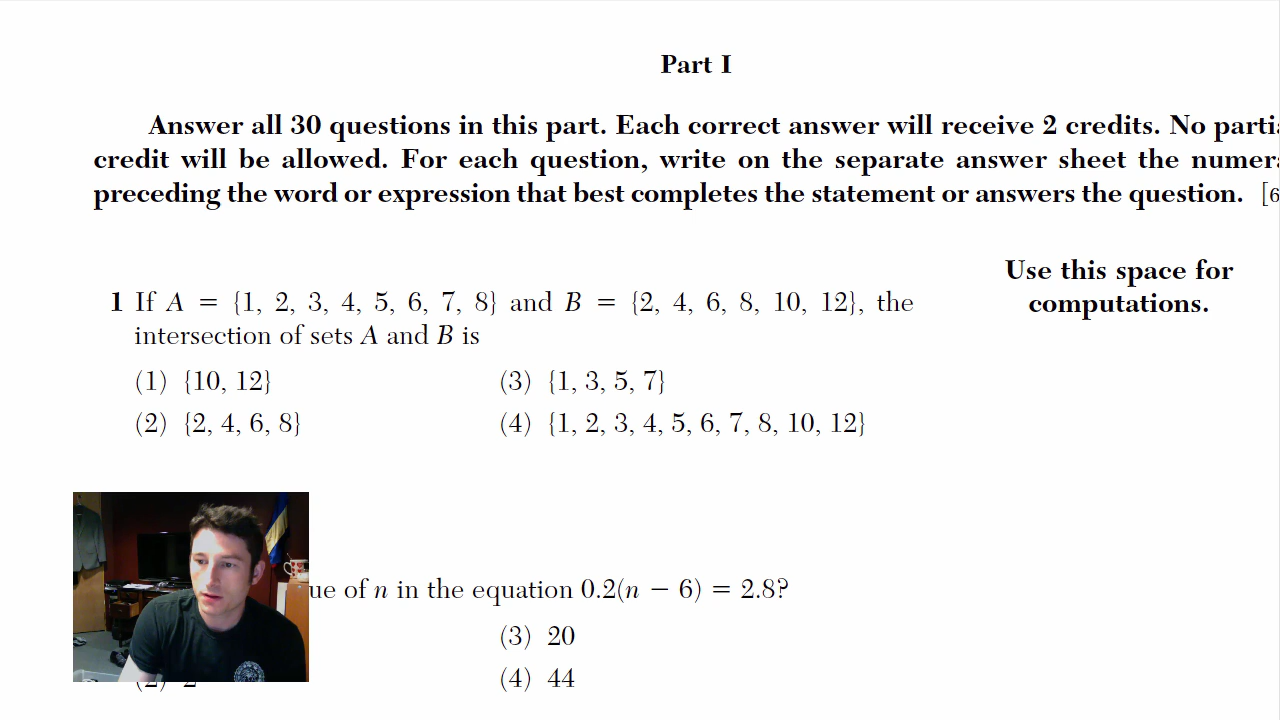 Part I
Answer all 30 questions in this part. Each correct answer will receive 2 credits. No
credit will be allowed. For each question, write on the separate answer sheet the
preceding the word or expression that best completes the statement or answers the question.
Use this space for
computations.
1 If A = {1, 2, 3, 4, 5, 6, 7, 8} and B = {2, 4, 6, 8, 10, 12}, the
intersection of sets A and B is
(1) {10, 12}
(3) {1, 3, 5, 7}
(2) {2, 4, 6, 8}
(4) {1, 2, 3, 4, 5, 6, 7, 8, 10, 12}
of n in the equation 0.2(n − 6) = 2.8?
(3) 20
(4) 44